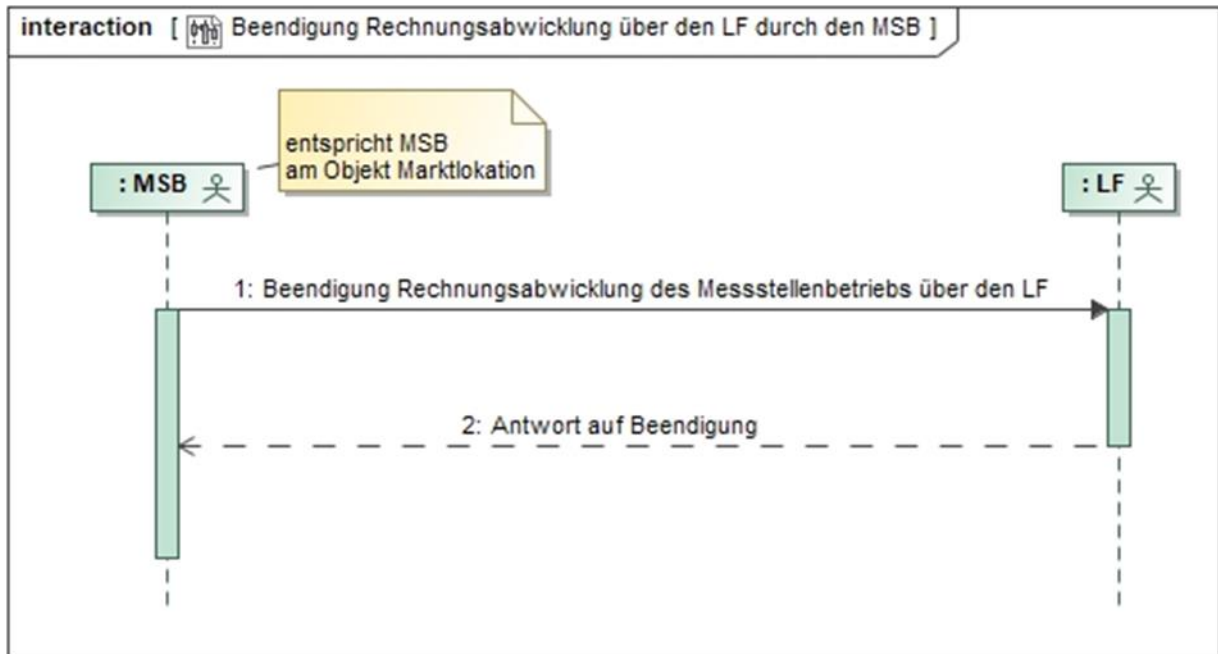 interaction [ Beendigung Rechnungsabwicklung über den LF durch den MSB ]
entspricht MSB
am Objekt Marktlokation
: MSB
: LF
1: Beendigung Rechnungsabwicklung des Messstellenbetriebs über den LF
2: Antwort auf Beendigung